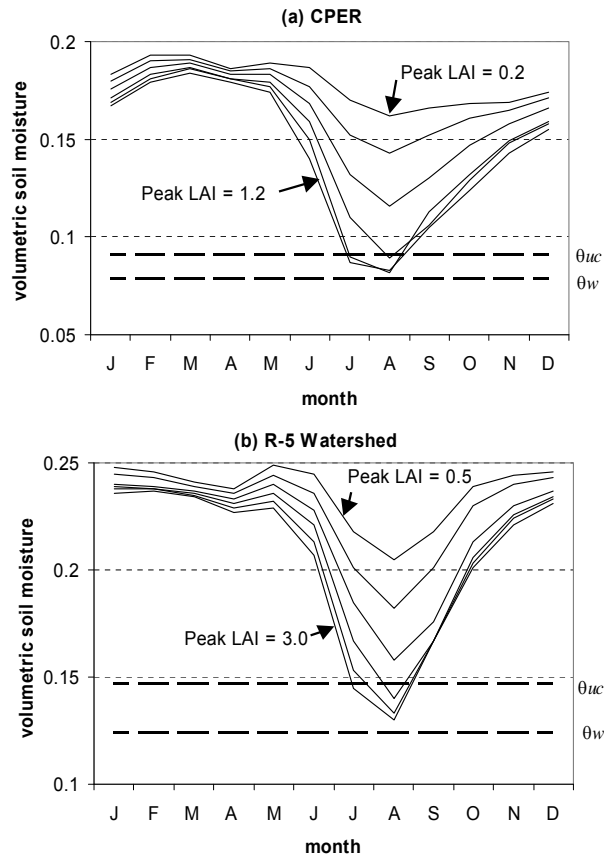 (a) CPER
0.2
0.15
0.1
0.05
volumetric soil moisture
Peak LAI = 0.2
Peak LAI = 1.2
θuc
θw
J F M A M J J A S O N D
month
(b) R-5 Watershed
0.25
0.2
0.15
0.1
volumetric soil moisture
Peak LAI = 0.5
Peak LAI = 3.0
θuc
θw
J F M A M J J A S O N D
month